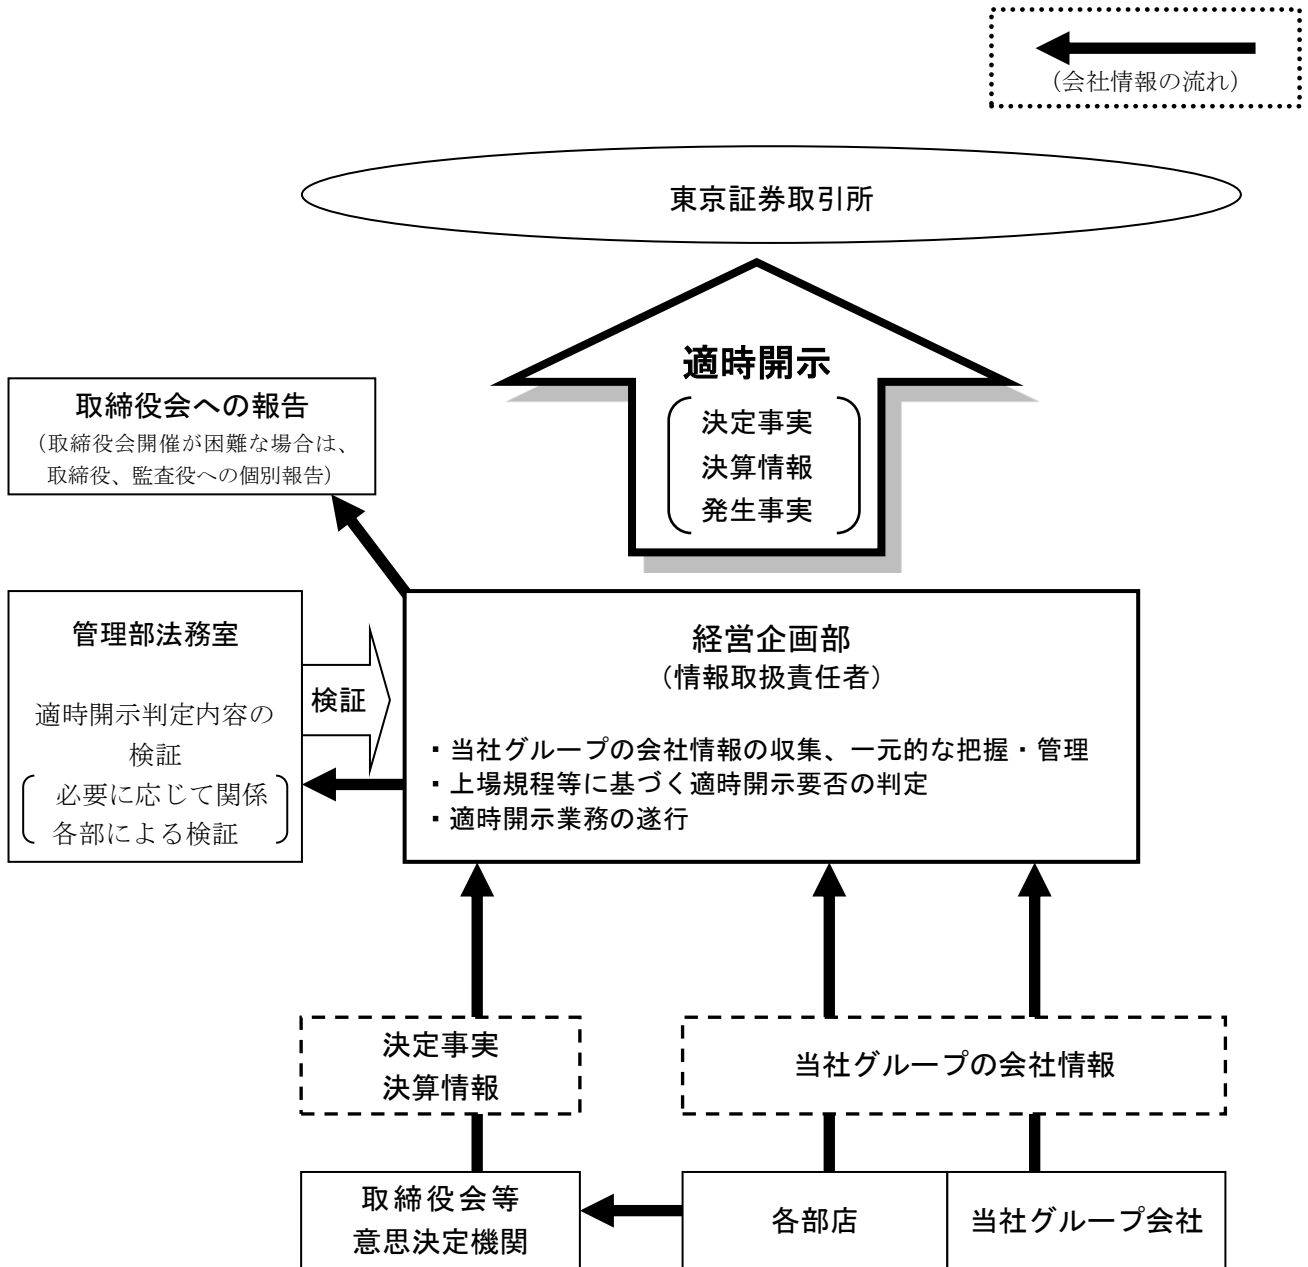 （会社情報の流れ）
東京証券取引所
適時開示
決定事実
決算情報
発生事実
取締役会への報告
（取締役会開催が困難な場合は、
取締役、監査役への個別報告）
管理部法務室
適時開示判定内容の
検証
必要に応じて関係
各部による検証
検証
経営企画部
（情報取扱責任者）
・当社グループの会社情報の収集、一元的な把握・管理
・上場規程等に基づく適時開示要否の判定
・適時開示業務の遂行
決定事実
決算情報
当社グループの会社情報
取締役会等
意思決定機関
各部店
当社グループ会社